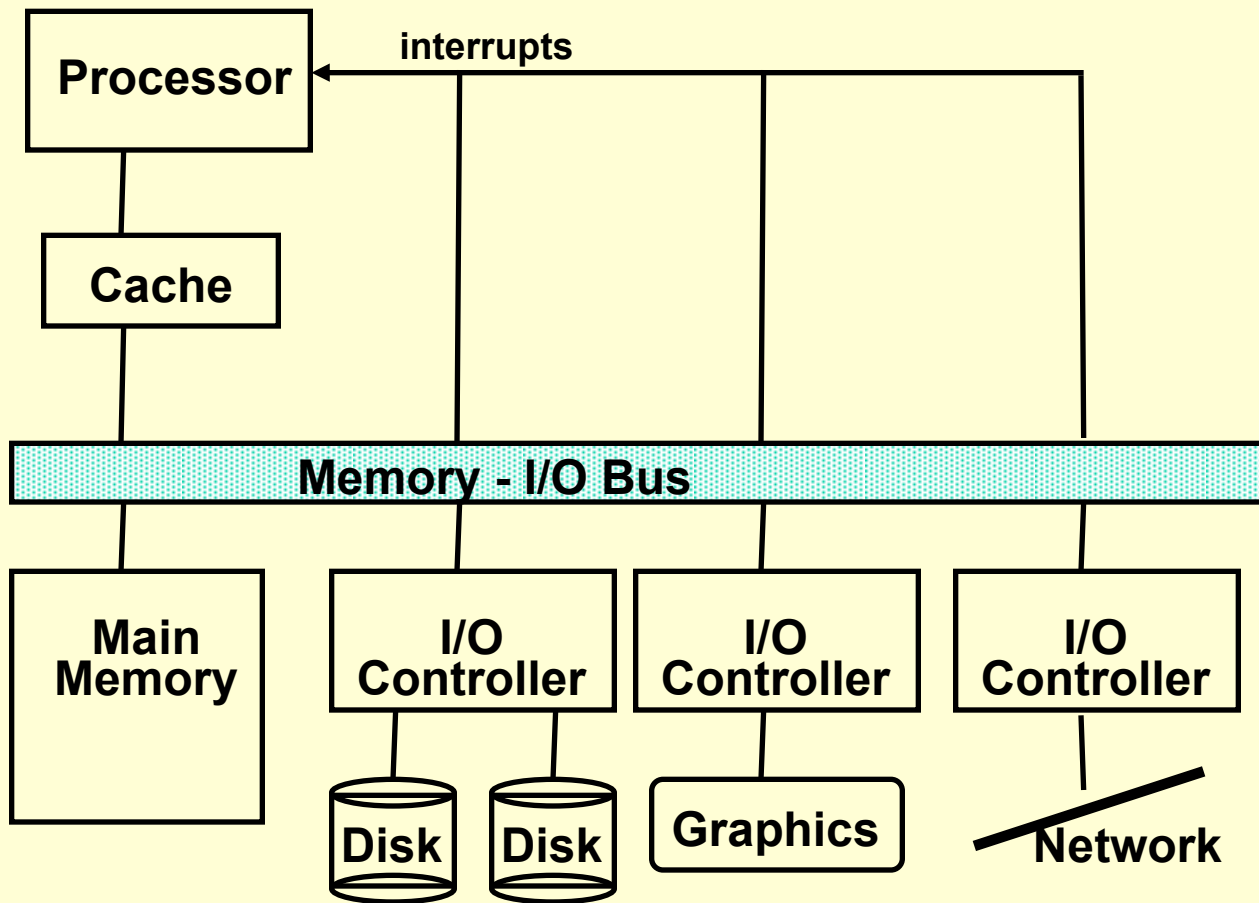 interrupts
Processor
Cache
Memory - I/O Bus
Main
Memory
I/O
Controller
I/O
Controller
I/O
Controller
Disk
Disk
Graphics
Network